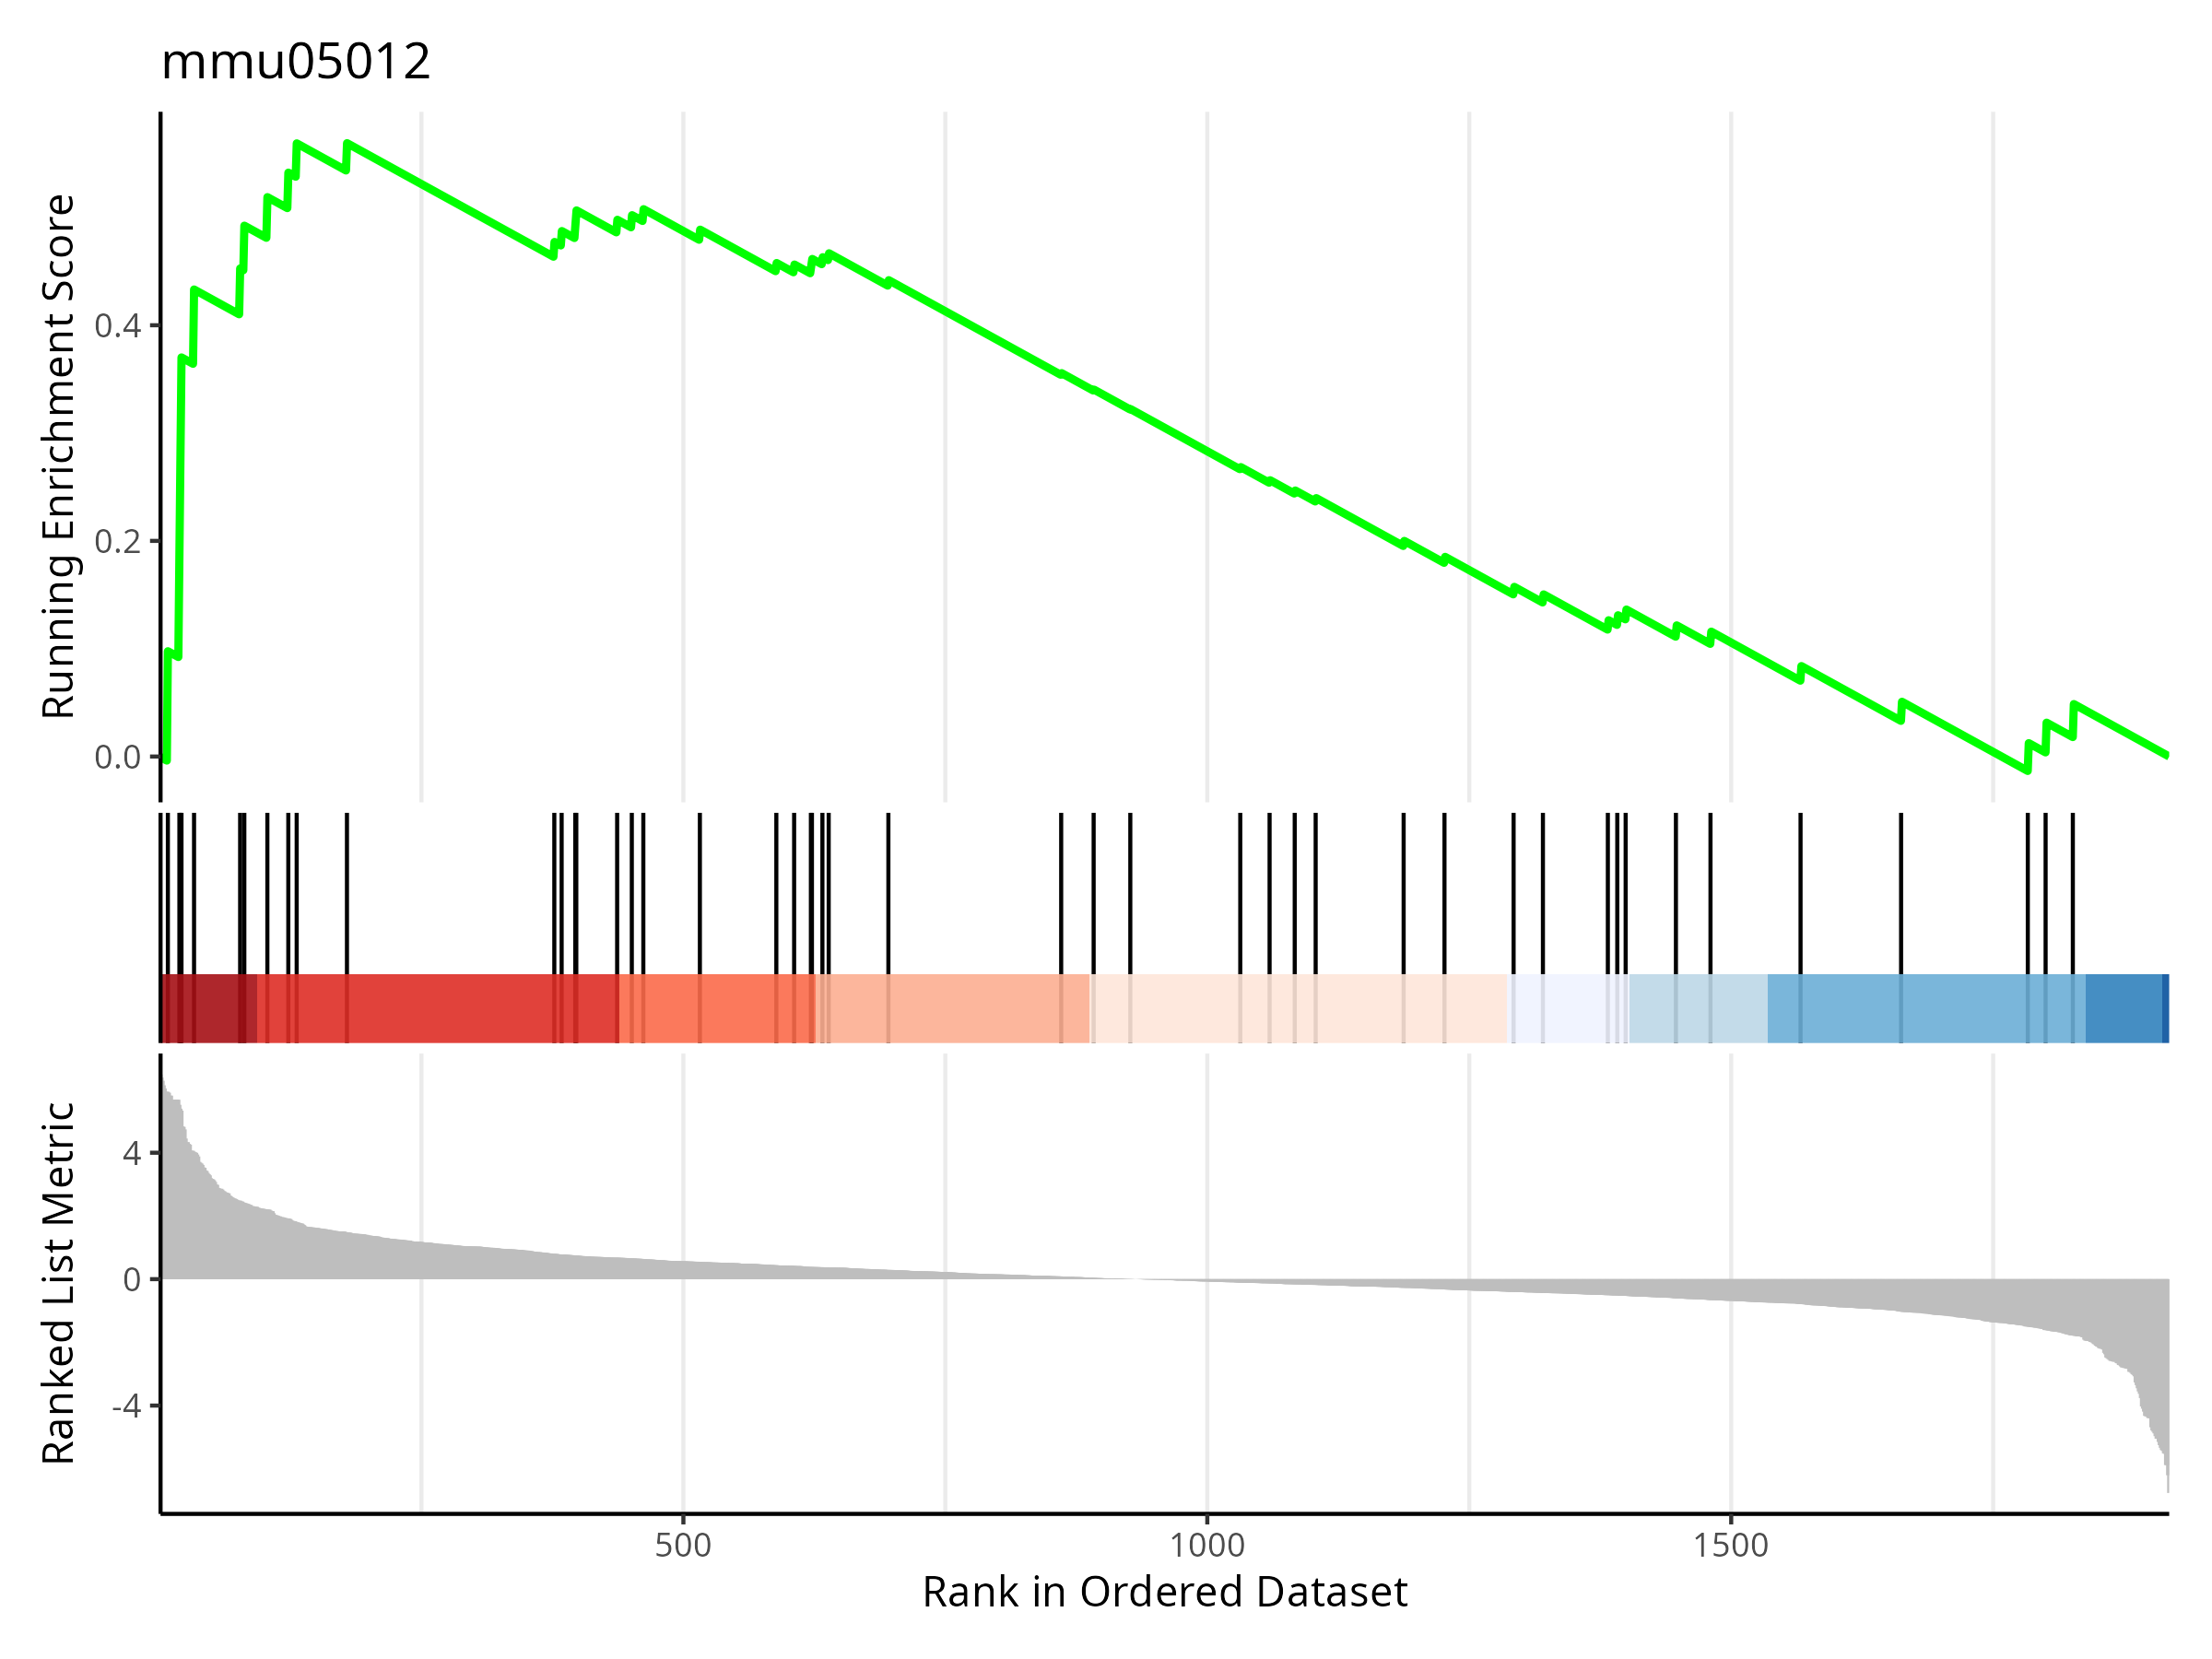 mmu05012
Running Enrichment Score
0.4
0.2
0.0
Ranked List Metric
4
0
-4
500
1000
1500
Rank in Ordered Dataset